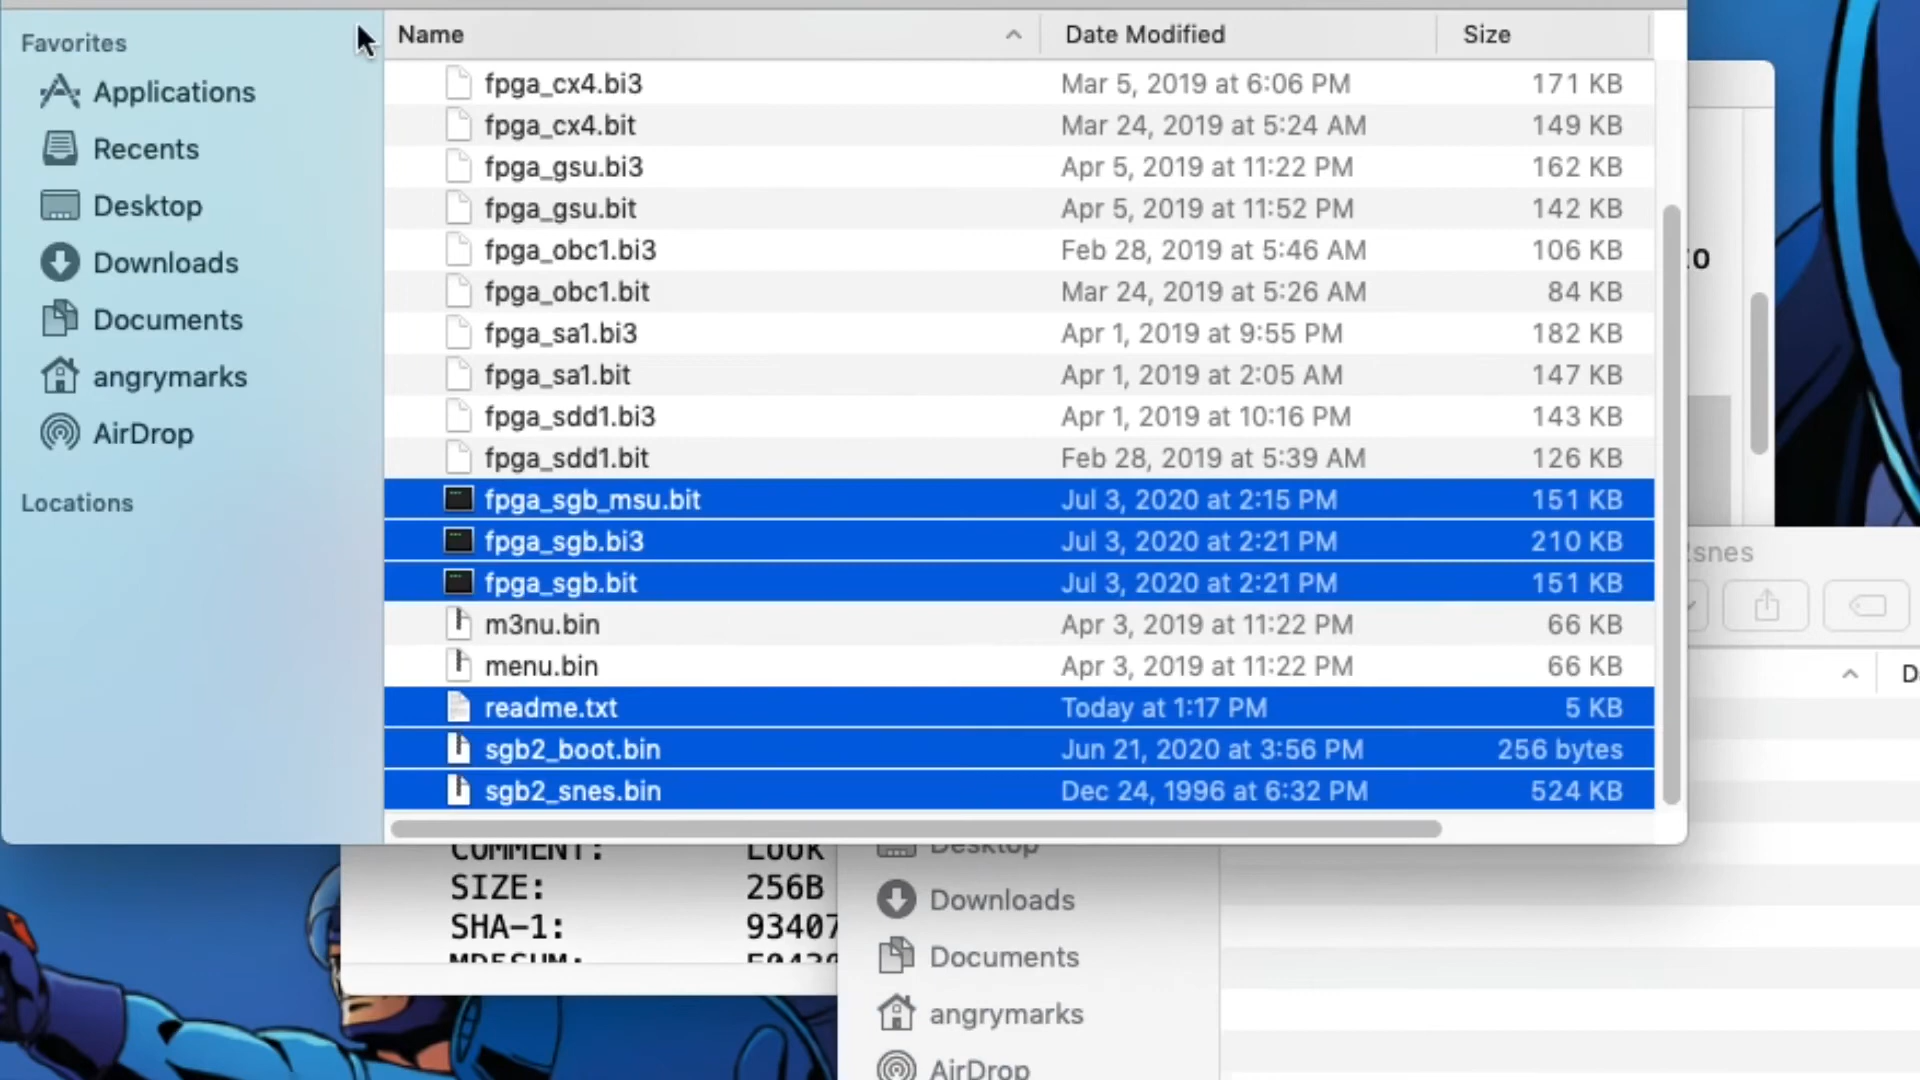 Favorites
Applications
Recents
Desktop
Downloads
Documents
angrymarks
AirDrop
Locations
Name Date Modified Size
fpga_cx4.bi3 Mar 5, 2019 at 6:06 PM 171 KB
fpga_cx4.bit Mar 24, 2019 at 5:24 AM 149 KB
fpga_gsu.bi3 Apr 5, 2019 at 11:22 PM 162 KB
fpga_gsu.bit Apr 5, 2019 at 11:52 PM 142 KB
fpga_obc1.bi3 Feb 28, 2019 at 5:46 AM 106 KB
fpga_obc1.bit Mar 24, 2019 at 5:26 AM 84 KB
fpga_sa1.bi3 Apr 1, 2019 at 9:55 PM 182 KB
fpga_sa1.bit Apr 1, 2019 at 2:05 AM 147 KB
fpga_sdd1.bi3 Apr 1, 2019 at 10:16 PM 143 KB
fpga_sdd1.bit Feb 28, 2019 at 5:39 AM 126 KB
fpga_sgb_msu.bit Jul 3, 2020 at 2:15 PM 151 KB
fpga_sgb.bi3 Jul 3, 2020 at 2:21 PM 210 KB
fpga_sgb.bit Jul 3, 2020 at 2:21 PM 151 KB
m3nu.bin Apr 3, 2019 at 11:22 PM 66 KB
menu.bin Apr 3, 2019 at 11:22 PM 66 KB
readme.txt Today at 1:17 PM 5 KB
sgb2_boot.bin Jun 21, 2020 at 3:56 PM 256 bytes
sgb2_snes.bin Dec 24, 1996 at 6:32 PM 524 KB
snes
COMMENT: Look
SIZE: 256B
SHA-1: 93407
Desktop
Downloads
Documents
angrymarks
AirDrop